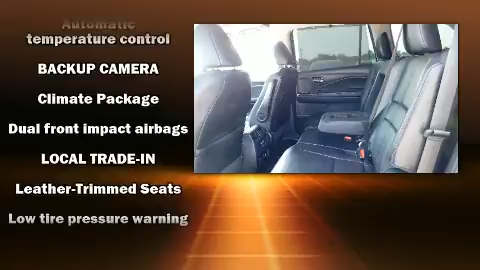 Automatic
temperature control
BACKUP CAMERA
Climate Package
Dual front impact airbags
LOCAL TRADE-IN
Leather-Trimmed Seats
Low tire pressure warning